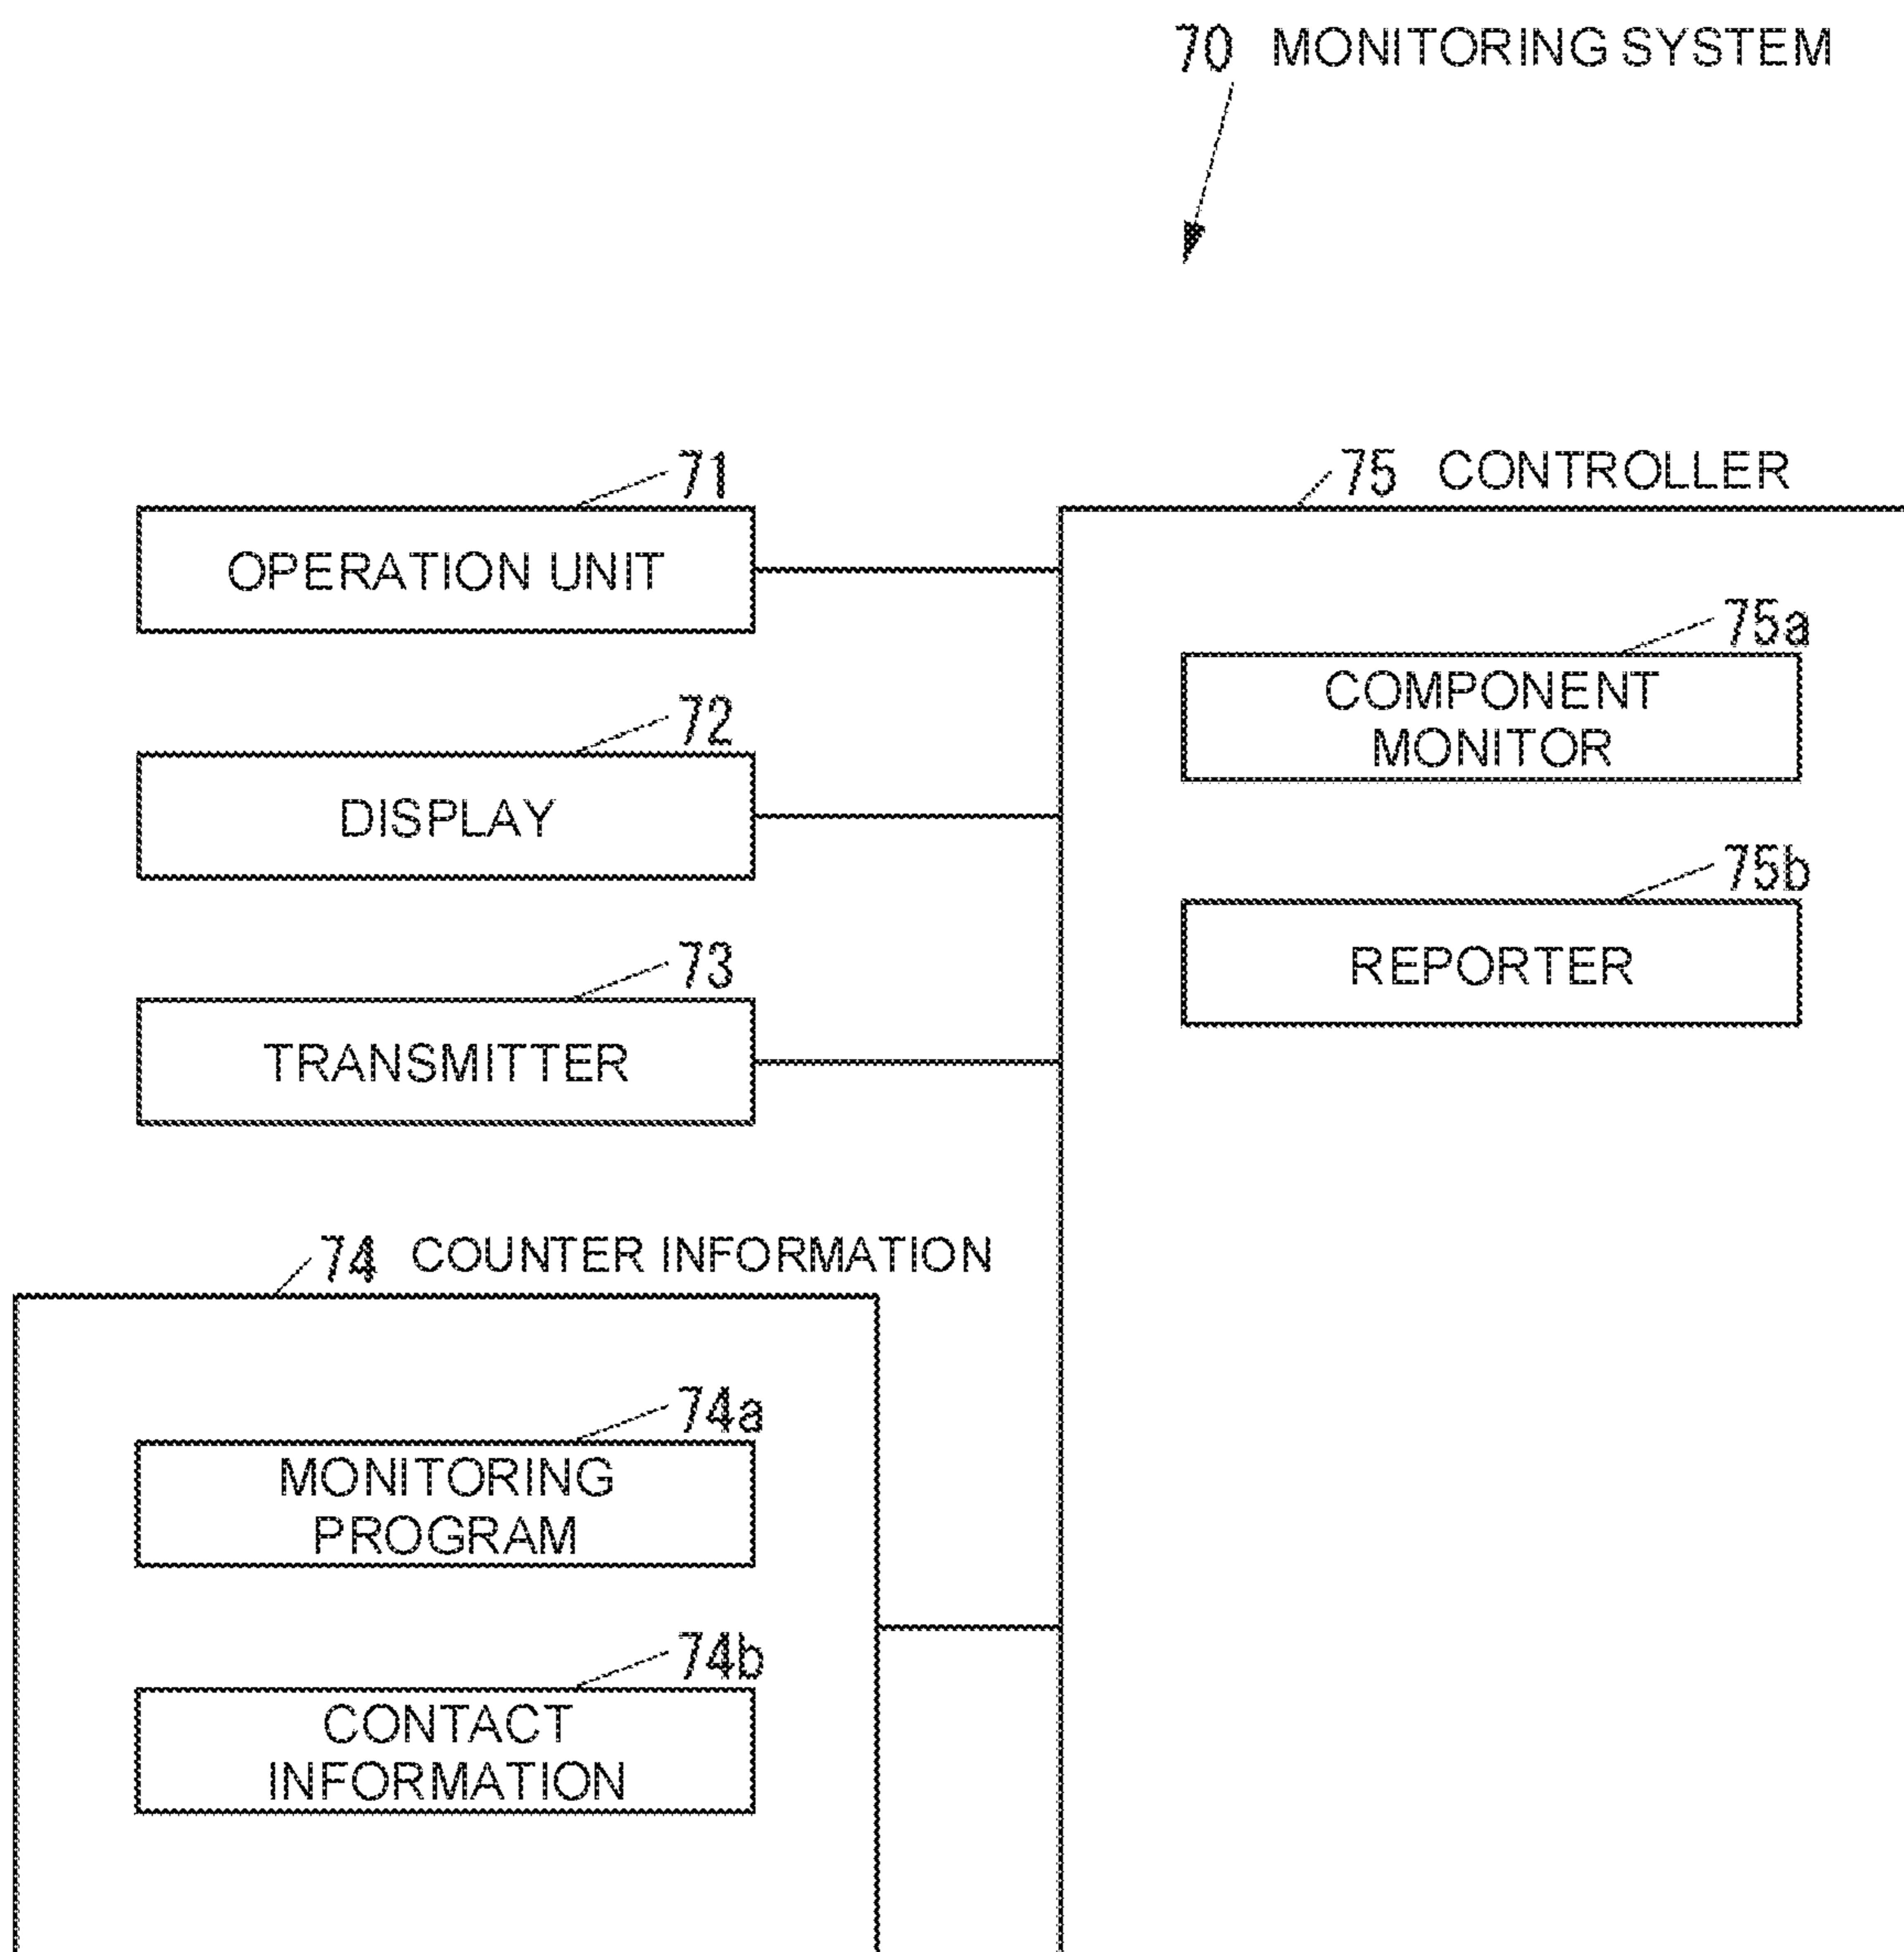 70 MONITORING SYSTEM
71
OPERATION UNIT
72
DISPLAY
73
TRANSMITTER
74 COUNTER INFORMATION
74a
MONITORING
PROGRAM
74b
CONTACT
INFORMATION
75 CONTROLLER
75a
COMPONENT
MONITOR
75b
REPORTER